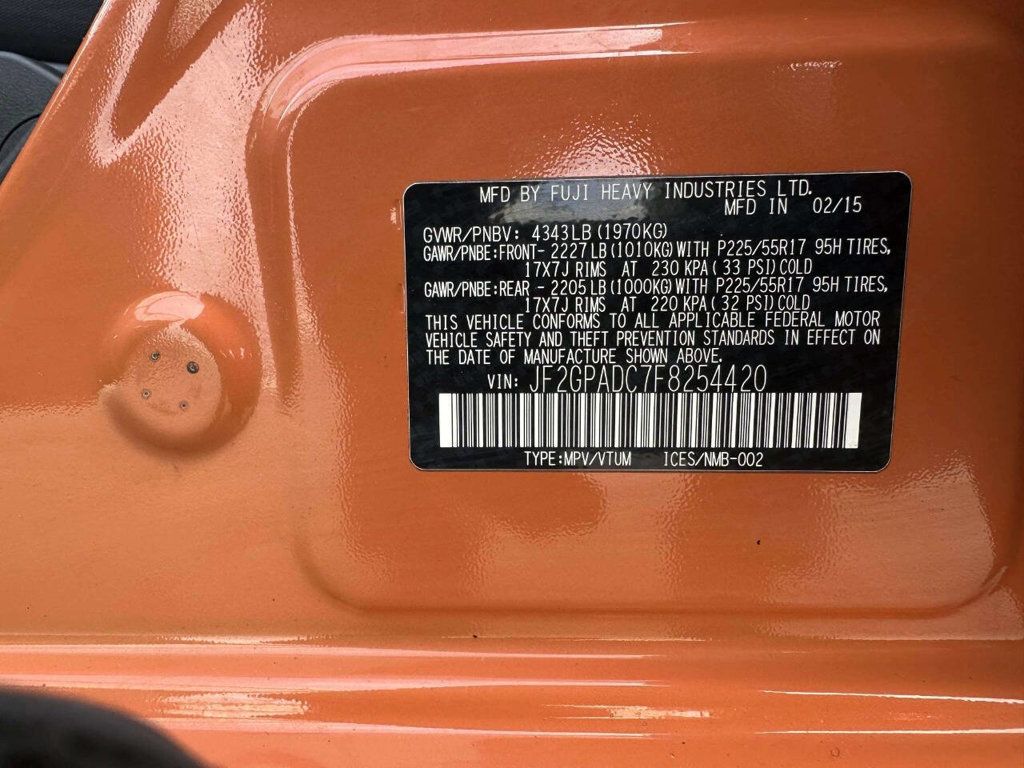 MFD BY FUJI HEAVY INDUSTRIES LTD.
MFD IN 02/15
GVWR/PNBV: 4343LB (1970KG)
GAWR/PNBE:FRONT- 2227LB (1010KG) WITH P225/55R17 95H TIRES,
17X7J RIMS AT 230 KPA (33 PSI) COLD
GAWR/PNBE:REAR - 2205LB (1000KG) WITH P225/55R17 95H TIRES,
17X7J RIMS AT 220 KPA (32 PSI) COLD
THIS VEHICLE CONFORMS TO ALL APPLICABLE FEDERAL MOTOR
VEHICLE SAFETY AND THEFT PREVENTION STANDARDS IN EFFECT ON
THE DATE OF MANUFACTURE SHOWN ABOVE.
VIN: JF2GPADC7F8254420
TYPE:MPV/VTUM ICES/NMB-002